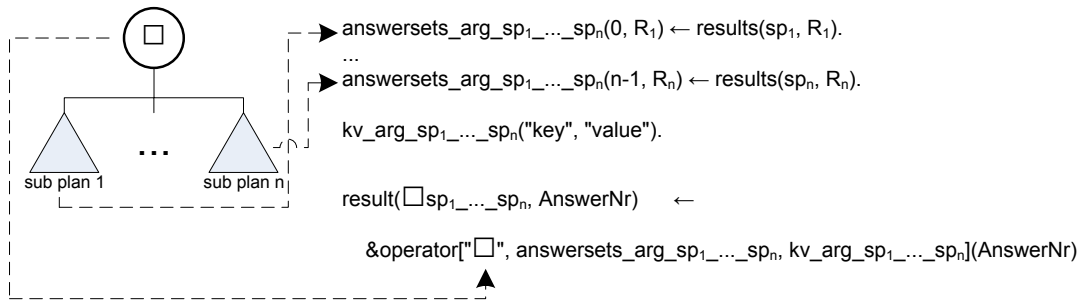 □
answersets_arg_sp₁_..._spₙ(0, R₁) ← results(sp₁, R₁).
...
answersets_arg_sp₁_..._spₙ(n-1, Rₙ) ← results(spₙ, Rₙ).
kv_arg_sp₁_..._spₙ("key", "value").
...
sub plan 1
sub plan n
result(□sp₁_..._spₙ, AnswerNr) ←
&operator["□", answersets_arg_sp₁_..._spₙ, kv_arg_sp₁_..._spₙ](AnswerNr)